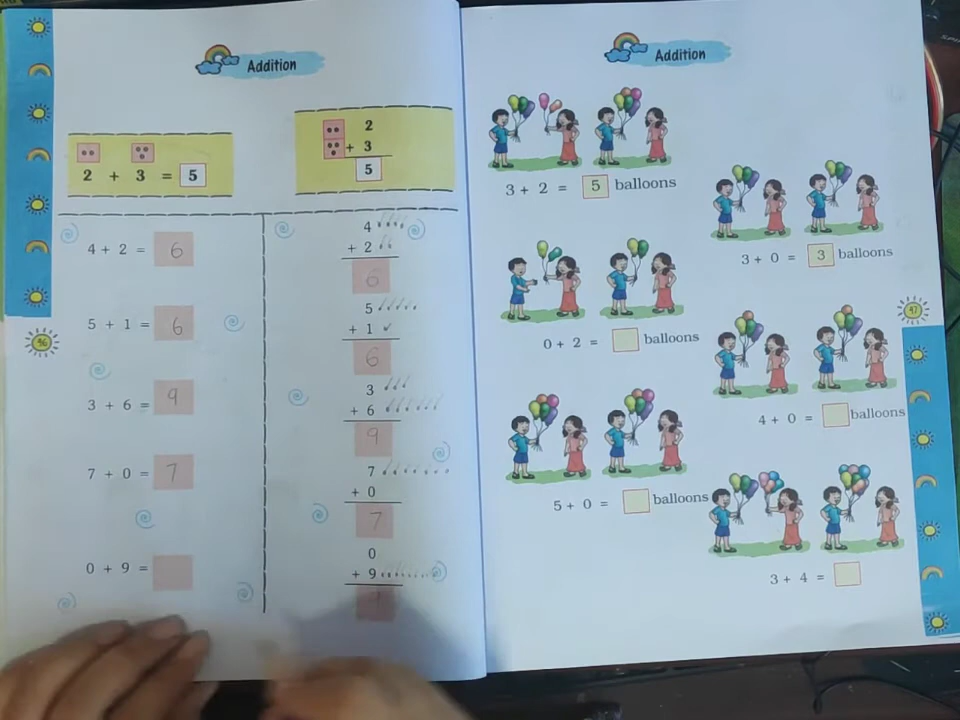 Addition
2 + 3 = 5
2
+ 3
5
4 + 2 = 6
5 + 1 = 6
3 + 6 = 9
7 + 0 = 7
0 + 9 =
4
+ 2
6
5
+ 1
6
3
+ 6
9
7
+ 0
7
0
+ 9
96
Addition
3 + 2 = 5 balloons
3 + 0 = 3 balloons
0 + 2 = balloons
4 + 0 = balloons
5 + 0 = balloons
3 + 4 =
97